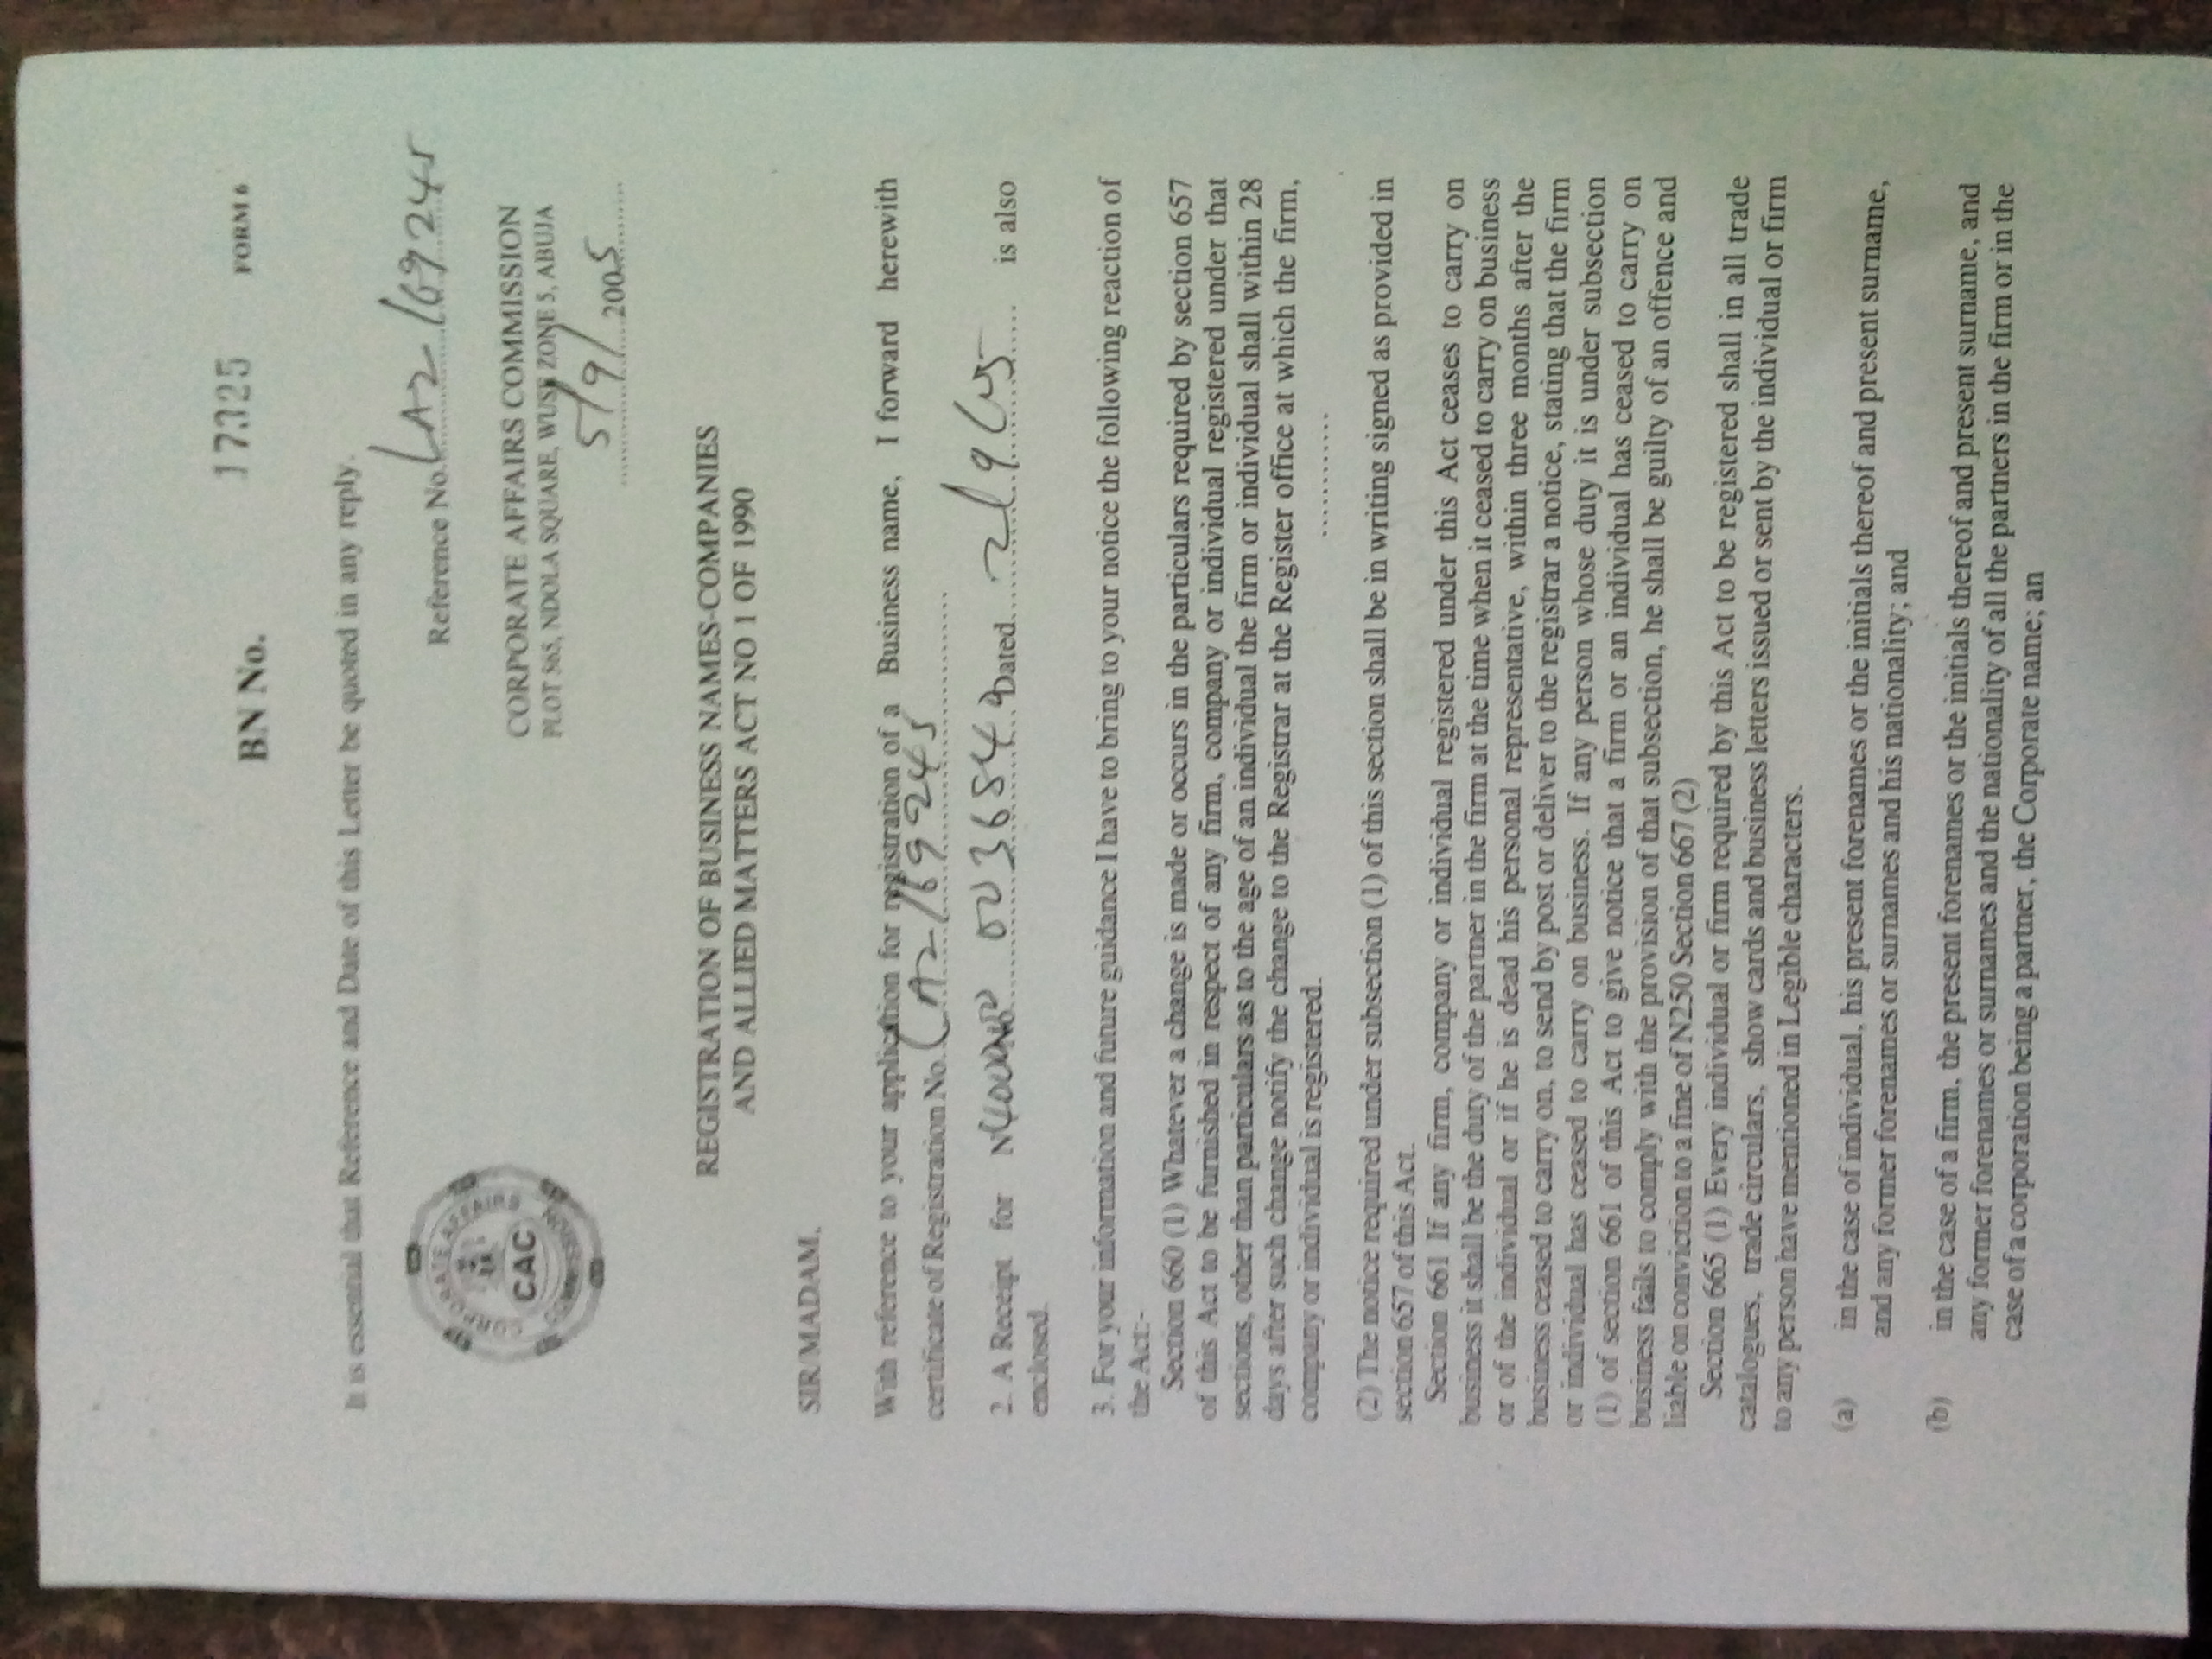 BN No. 17325 FORM 6
It is essential that Reference and Date of this Letter be quoted in any reply.
Reference No. LAZ/169245
CORPORATE AFFAIRS
CAC
COMMISSION
CORPORATE AFFAIRS COMMISSION
PLOT 565, NDOLA SQUARE, WUSE ZONE 5, ABUJA
5/9/ 2005
REGISTRATION OF BUSINESS NAMES-COMPANIES
AND ALLIED MATTERS ACT NO 1 OF 1990
SIR/MADAM,
With reference to your application for registration of a Business name, I forward herewith
certificate of Registration No. LAZ/169245
2. A Receipt for N4000 No. Dated 2/9/05 is also
enclosed.
3. For your information and future guidance I have to bring to your notice the following reaction of
the Act:-
Section 660 (1) Whatever a change is made or occurs in the particulars required by section 657
of this Act to be furnished in respect of any firm, company or individual registered under that
sections, other than particulars as to the age of an individual the firm or individual shall within 28
days after such change notify the change to the Registrar at the Register office at which the firm,
company or individual is registered. ............
(2) The notice required under subsection (1) of this section shall be in writing signed as provided in
section 657 of this Act.
Section 661 If any firm, company or individual registered under this Act ceases to carry on
business it shall be the duty of the partner in the firm at the time when it ceased to carry on business
or of the individual or if he is dead his personal representative, within three months after the
business ceased to carry on, to send by post or deliver to the registrar a notice, stating that the firm
or individual has ceased to carry on business. If any person whose duty it is under subsection
(1) of section 661 of this Act to give notice that a firm or an individual has ceased to carry on
business fails to comply with the provision of that subsection, he shall be guilty of an offence and
liable on conviction to a fine of N250 Section 667 (2)
Section 665 (1) Every individual or firm required by this Act to be registered shall in all trade
catalogues, trade circulars, show cards and business letters issued or sent by the individual or firm
to any person have mentioned in Legible characters.
(a) in the case of individual, his present forenames or the initials thereof and present surname,
and any former forenames or surnames and his nationality; and
(b) in the case of a firm, the present forenames or the initials thereof and present surname, and
any former forenames or surnames and the nationality of all the partners in the firm or in the
case of a corporation being a partner, the Corporate name; an